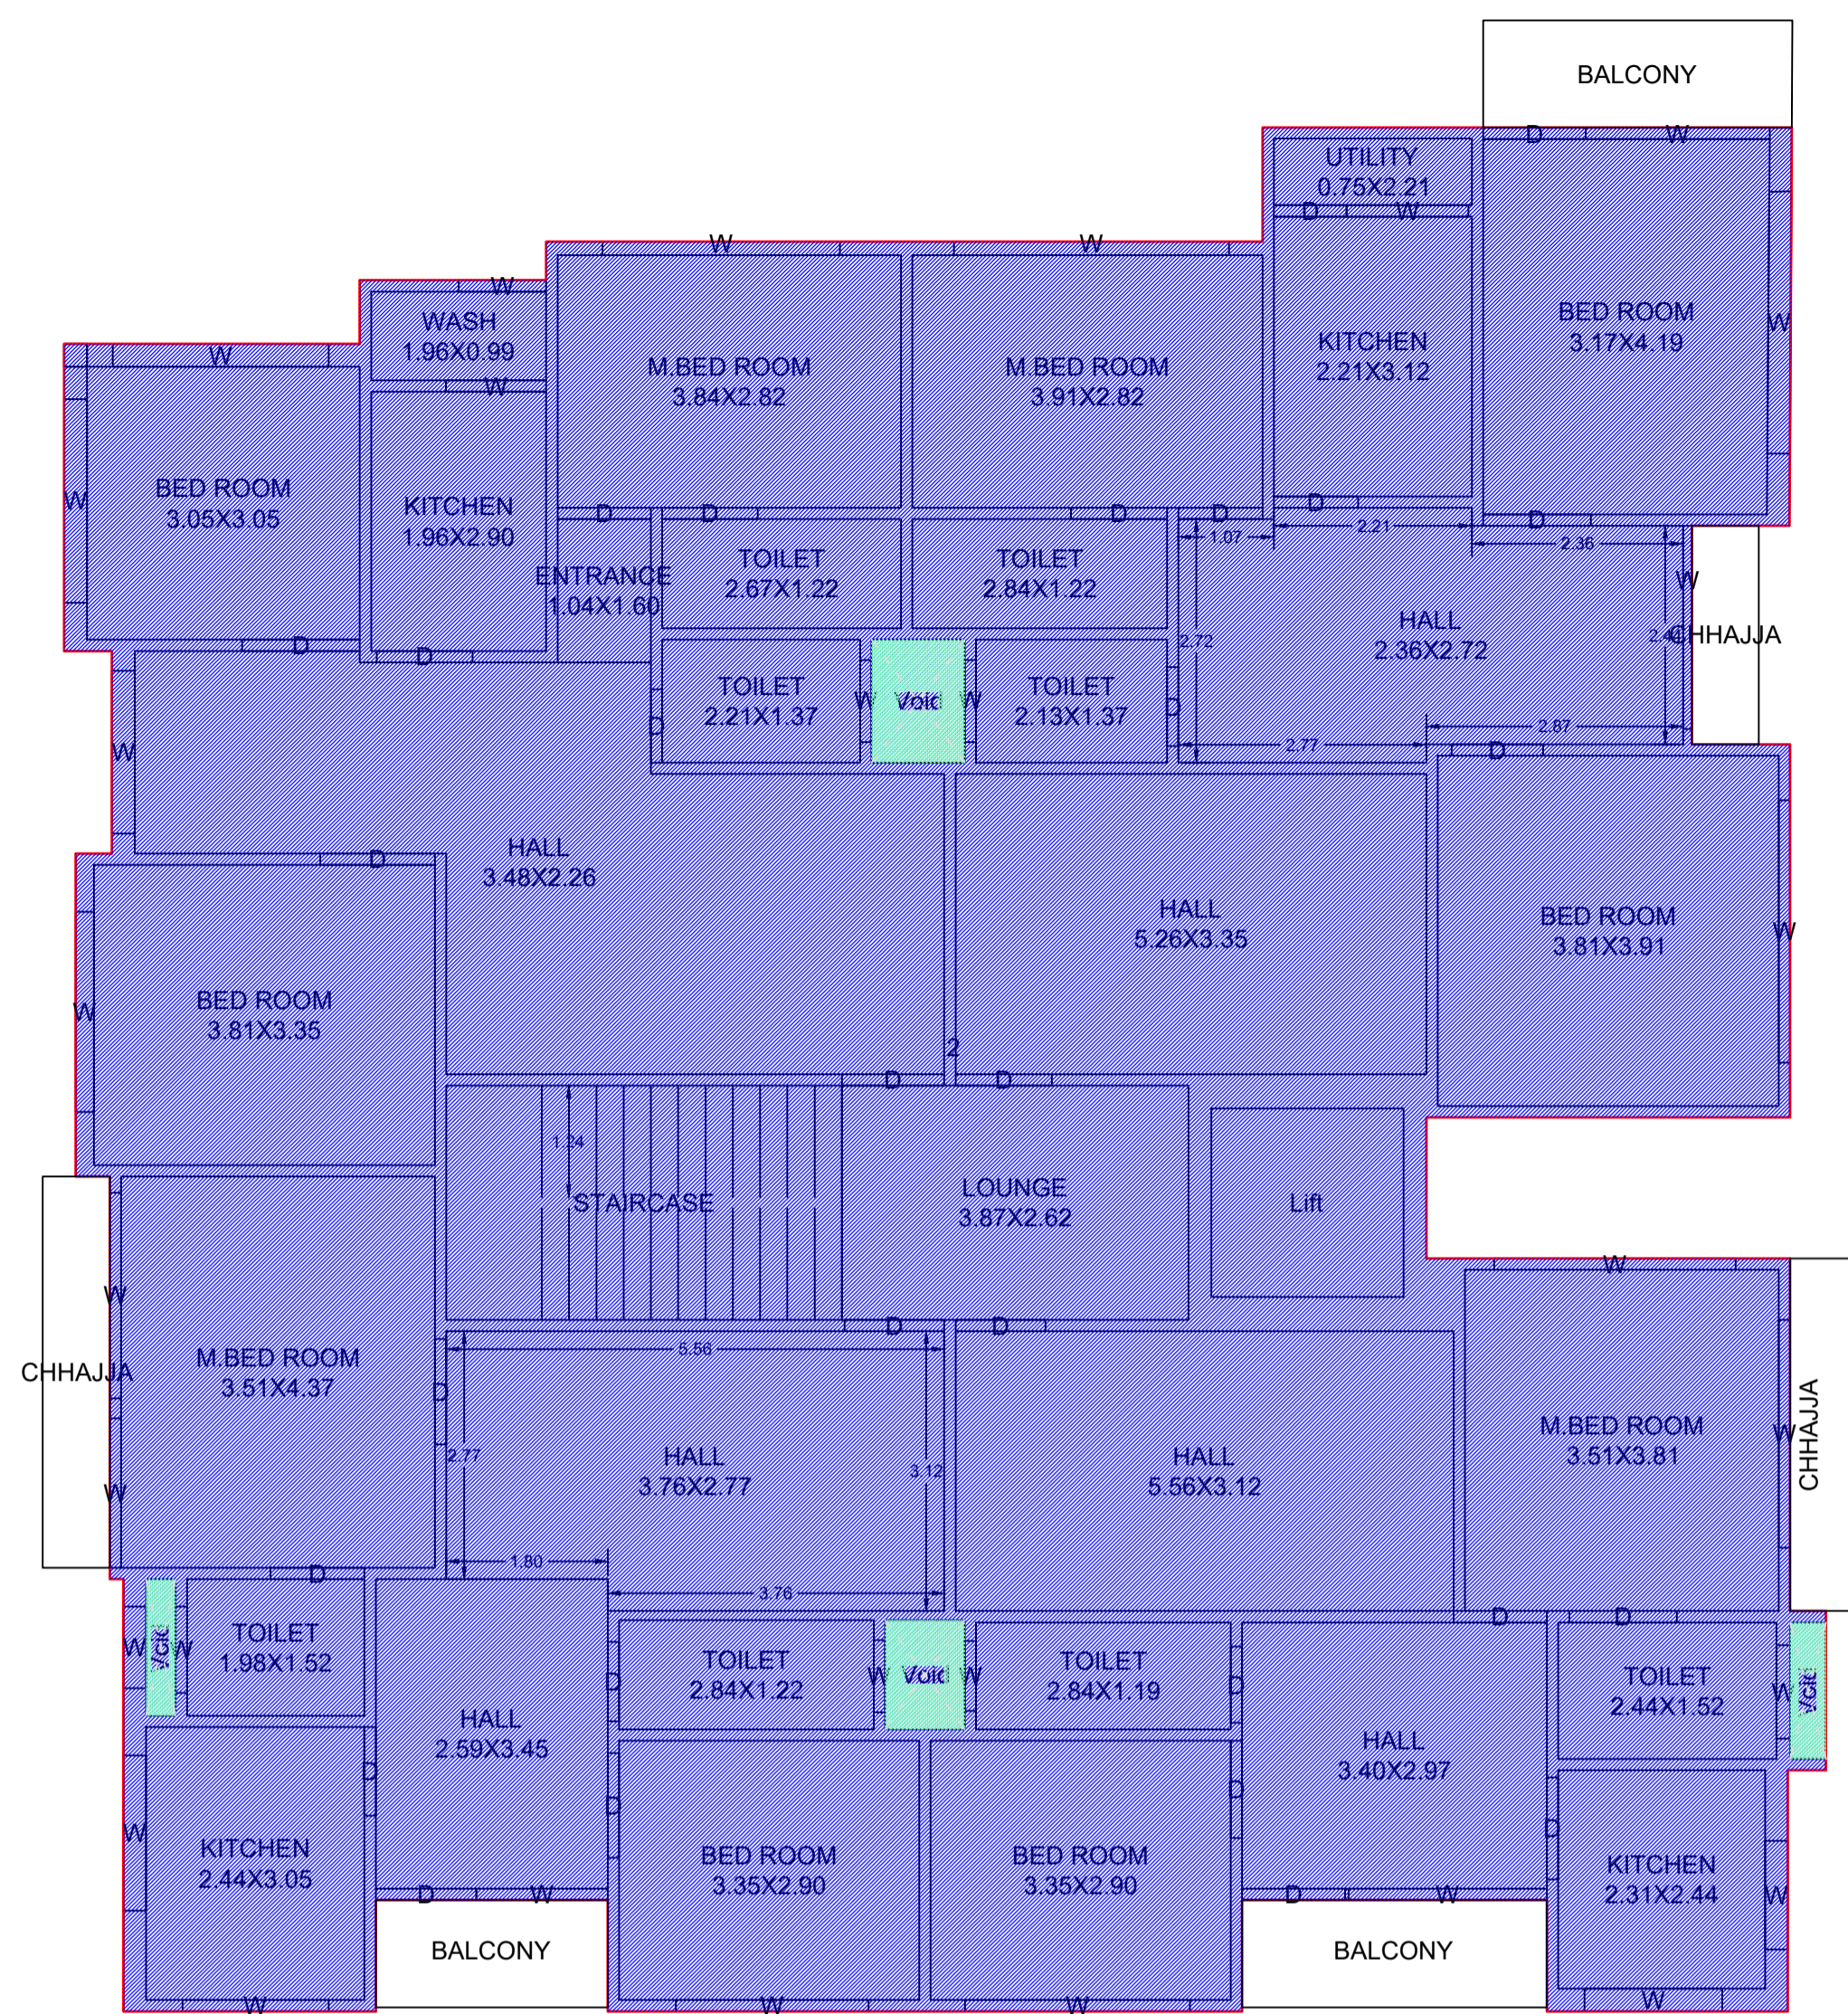 BALCONY
D
W
UTILITY
0.75X2.21
D
W
W
W
BED ROOM
3.17X4.19
W
W
WASH
1.96X0.99
W
KITCHEN
2.21X3.12
M.BED ROOM
3.84X2.82
M.BED ROOM
3.91X2.82
W
BED ROOM
3.05X3.05
W
KITCHEN
1.96X2.90
D
D
D
D
D
D
1.07
2.21
2.36
TOILET
2.67X1.22
TOILET
2.84X1.22
ENTRANCE
1.04X1.60
W
HALL
2.36X2.72
2.72
CHHAJJA
D
D
TOILET
2.21X1.37
W
Void
W
TOILET
2.13X1.37
D
D
2.77
2.87
D
W
D
HALL
3.48X2.26
HALL
5.26X3.35
BED ROOM
3.81X3.91
W
BED ROOM
3.81X3.35
W
2
D
D
1.24
STAIRCASE
LOUNGE
3.87X2.62
Lift
W
W
D
D
5.56
CHHAJJA
M.BED ROOM
3.51X4.37
D
2.77
HALL
3.76X2.77
3.12
HALL
5.56X3.12
M.BED ROOM
3.51X3.81
W
CHHAJJA
W
1.80
3.76
D
D
D
W
Void
W
TOILET
1.98X1.52
HALL
2.59X3.45
D
TOILET
2.84X1.22
W
Void
W
TOILET
2.84X1.19
D
HALL
3.40X2.97
TOILET
2.44X1.52
W
Void
D
D
D
D
W
KITCHEN
2.44X3.05
BED ROOM
3.35X2.90
BED ROOM
3.35X2.90
KITCHEN
2.31X2.44
W
D
W
D
W
BALCONY
BALCONY
W
W
W
W